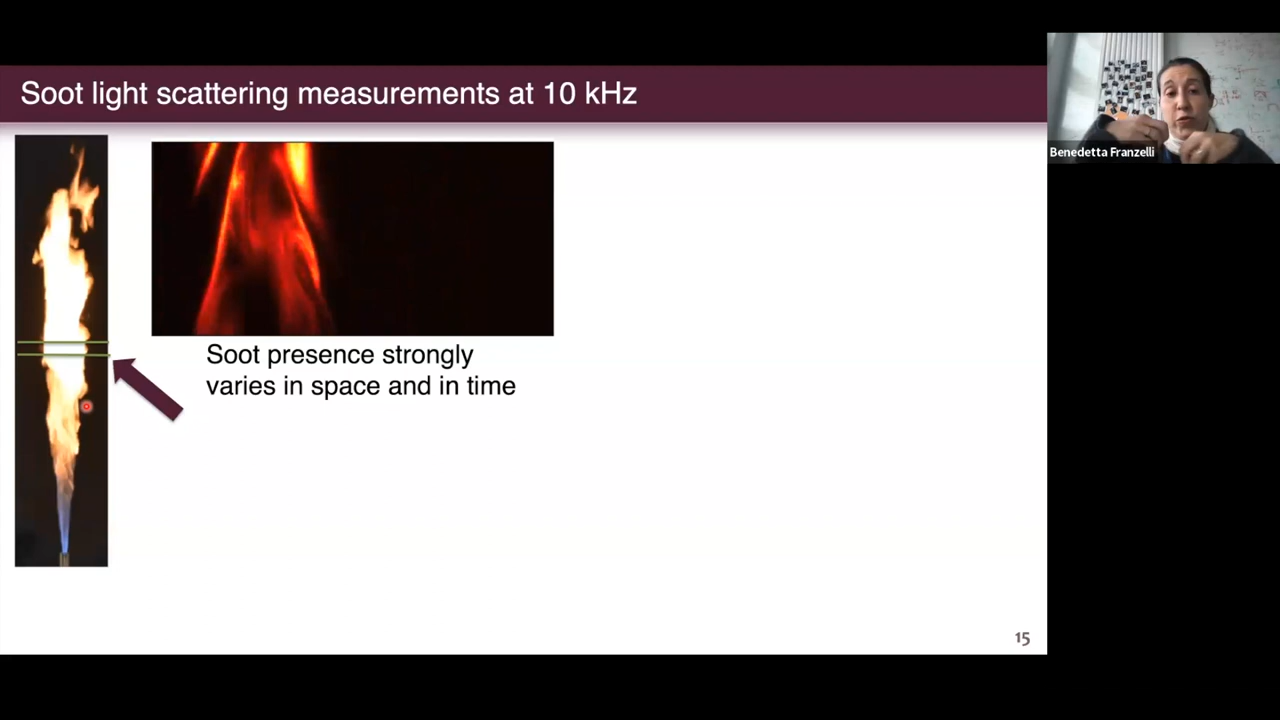 Soot light scattering measurements at 10 kHz
Benedetta Franzelli
Soot presence strongly
varies in space and in time
15